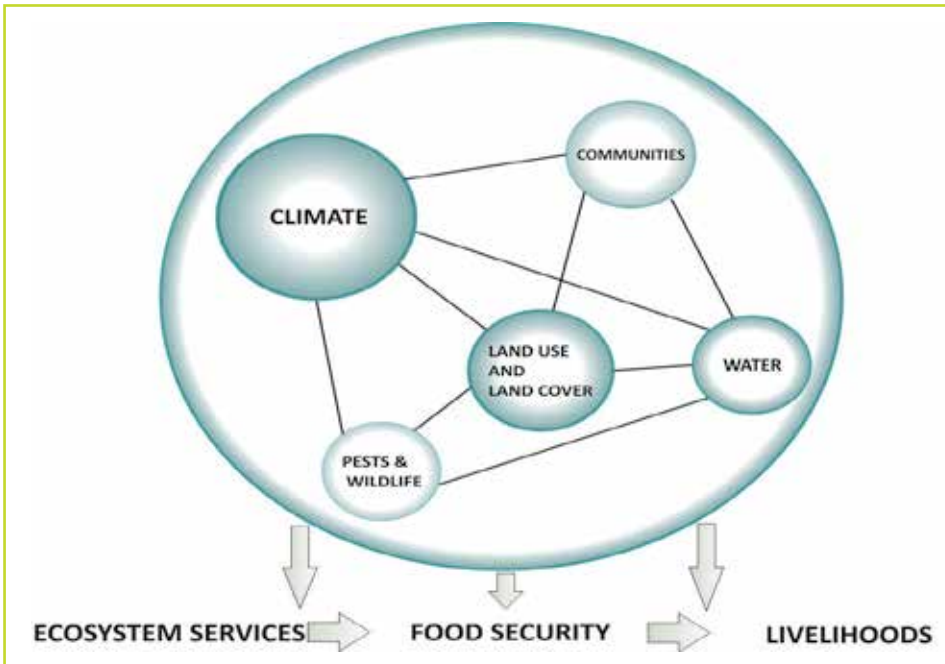 COMMUNITIES
CLIMATE
LAND USE
AND
LAND COVER
WATER
PESTS &
WILDLIFE
ECOSYSTEM SERVICES
FOOD SECURITY
LIVELIHOODS